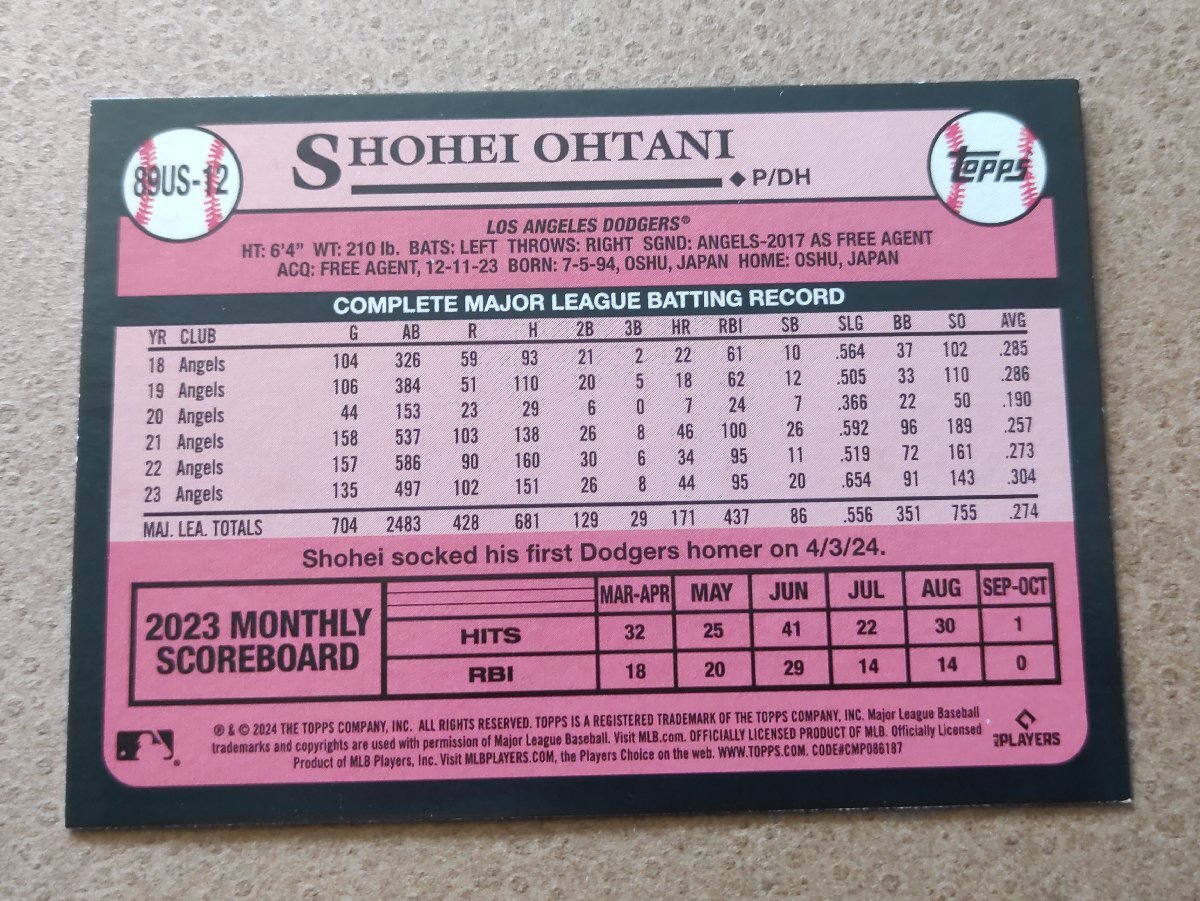 89US-12
SHOHEI OHTANI
◆ P/DH
topps
LOS ANGELES DODGERS®
HT: 6'4" WT: 210 lb. BATS: LEFT THROWS: RIGHT SGND: ANGELS-2017 AS FREE AGENT
ACQ: FREE AGENT, 12-11-23 BORN: 7-5-94, OSHU, JAPAN HOME: OSHU, JAPAN
COMPLETE MAJOR LEAGUE BATTING RECORD
YR CLUB G AB R H 2B 3B HR RBI SB SLG BB SO AVG
18 Angels 104 326 59 93 21 2 22 61 10 .564 37 102 .285
19 Angels 106 384 51 110 20 5 18 62 12 .505 33 110 .286
20 Angels 44 153 23 29 6 0 7 24 7 .366 22 50 .190
21 Angels 158 537 103 138 26 8 46 100 26 .592 96 189 .257
22 Angels 157 586 90 160 30 6 34 95 11 .519 72 161 .273
23 Angels 135 497 102 151 26 8 44 95 20 .654 91 143 .304
MAJ. LEA. TOTALS 704 2483 428 681 129 29 171 437 86 .556 351 755 .274
Shohei socked his first Dodgers homer on 4/3/24.
2023 MONTHLY
SCOREBOARD
MAR-APR MAY JUN JUL AUG SEP-OCT
HITS 32 25 41 22 30 1
RBI 18 20 29 14 14 0
® & © 2024 THE TOPPS COMPANY, INC. ALL RIGHTS RESERVED. TOPPS IS A REGISTERED TRADEMARK OF THE TOPPS COMPANY, INC. Major League Baseball
trademarks and copyrights are used with permission of Major League Baseball. Visit MLB.com. OFFICIALLY LICENSED PRODUCT OF MLB. Officially Licensed
Product of MLB Players, Inc. Visit MLBPLAYERS.COM, the Players Choice on the web. WWW.TOPPS.COM. CODE#CMP086187
®
MLB PLAYERS